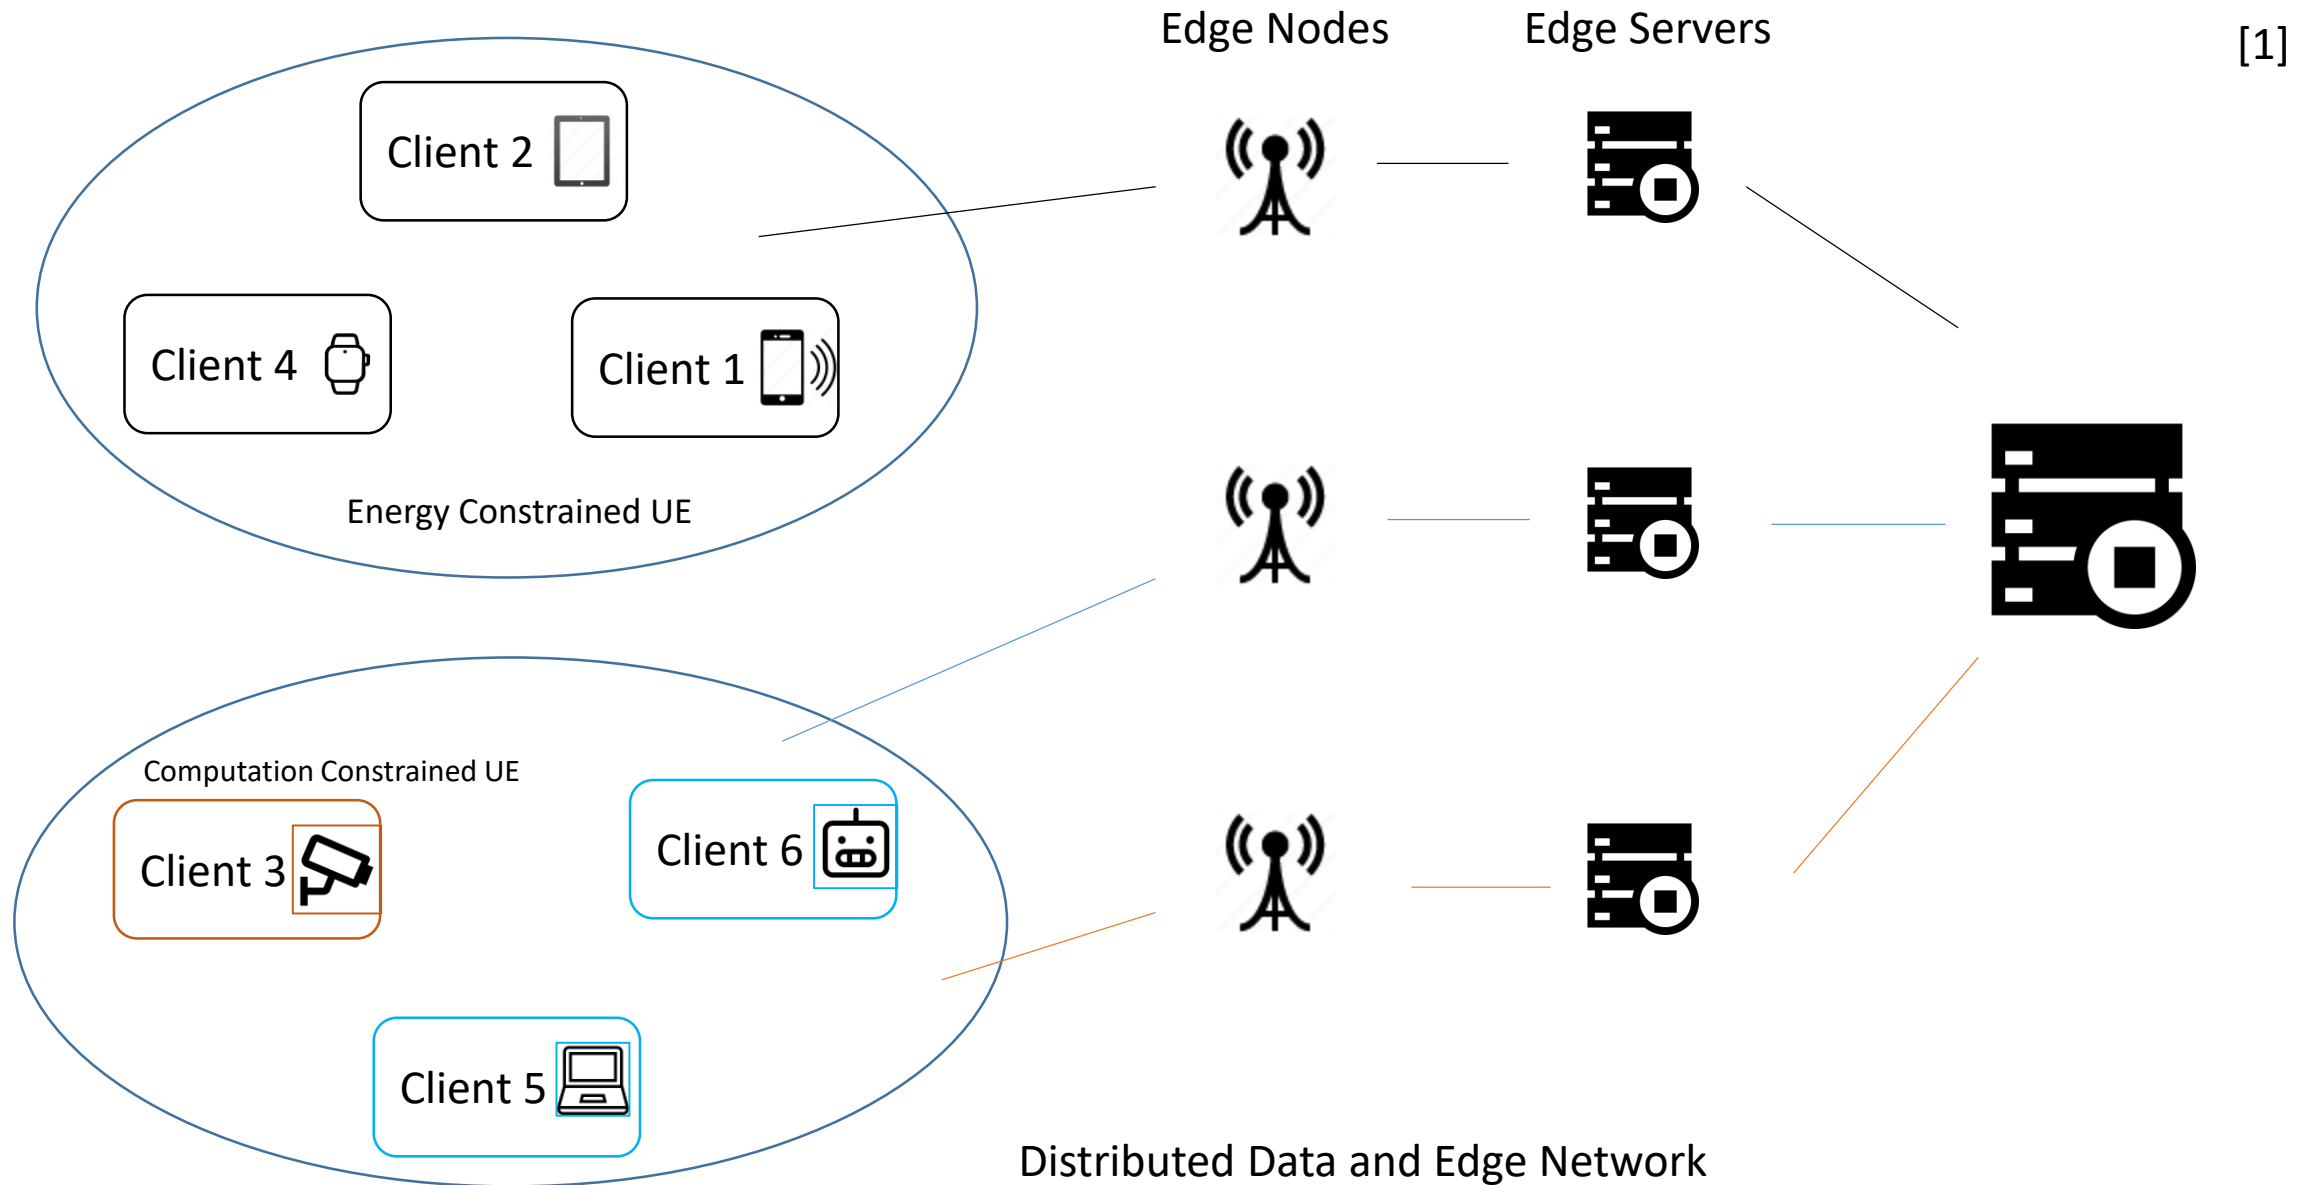 Edge Nodes
Edge Servers
[1]
Client 2
Client 4
Client 1
Energy Constrained UE
Computation Constrained UE
Client 3
Client 6
Client 5
Distributed Data and Edge Network